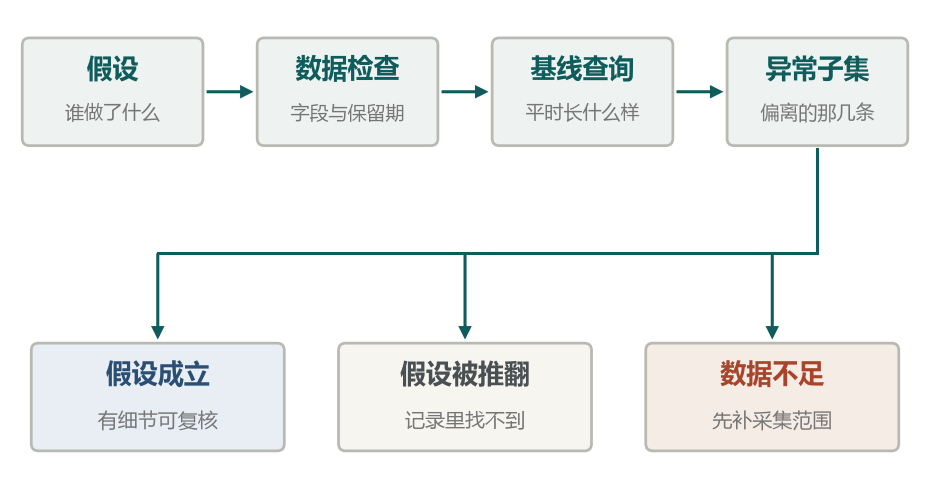 假设
谁做了什么
数据检查
字段与保留期
基线查询
平时长什么样
异常子集
偏离的那几条
假设成立
有细节可复核
假设被推翻
记录里找不到
数据不足
先补采集范围